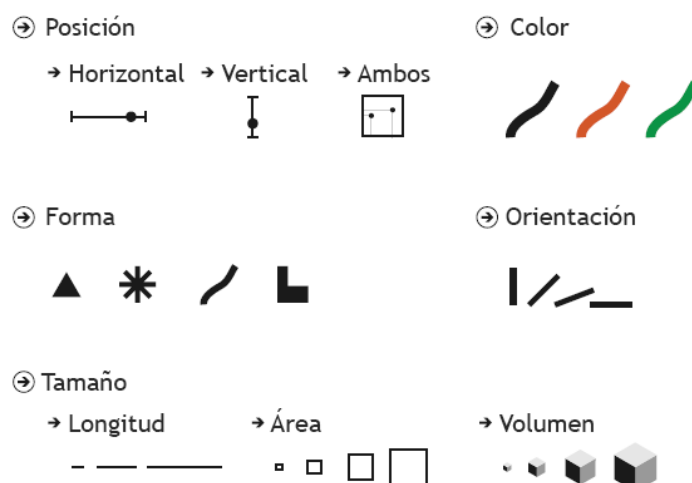 Posición
Color
Horizontal
Vertical
Ambos
Forma
Orientación
Tamaño
Longitud
Área
Volumen